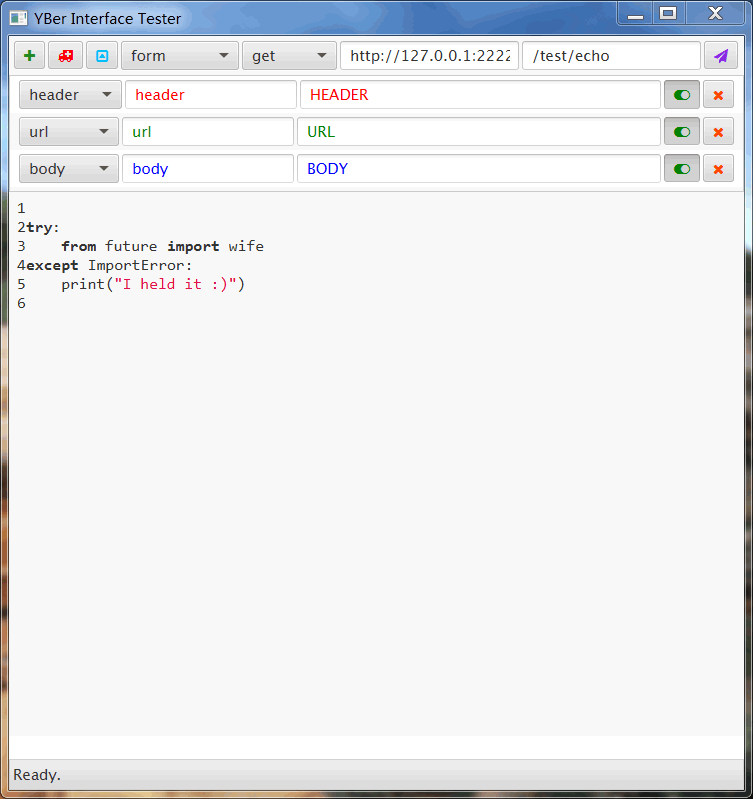 YBer Interface Tester
form get http://127.0.0.1:2222 /test/echo
header header HEADER
url url URL
body body BODY
1
2try:
3    from future import wife
4except ImportError:
5    print("I held it :)")
6
Ready.